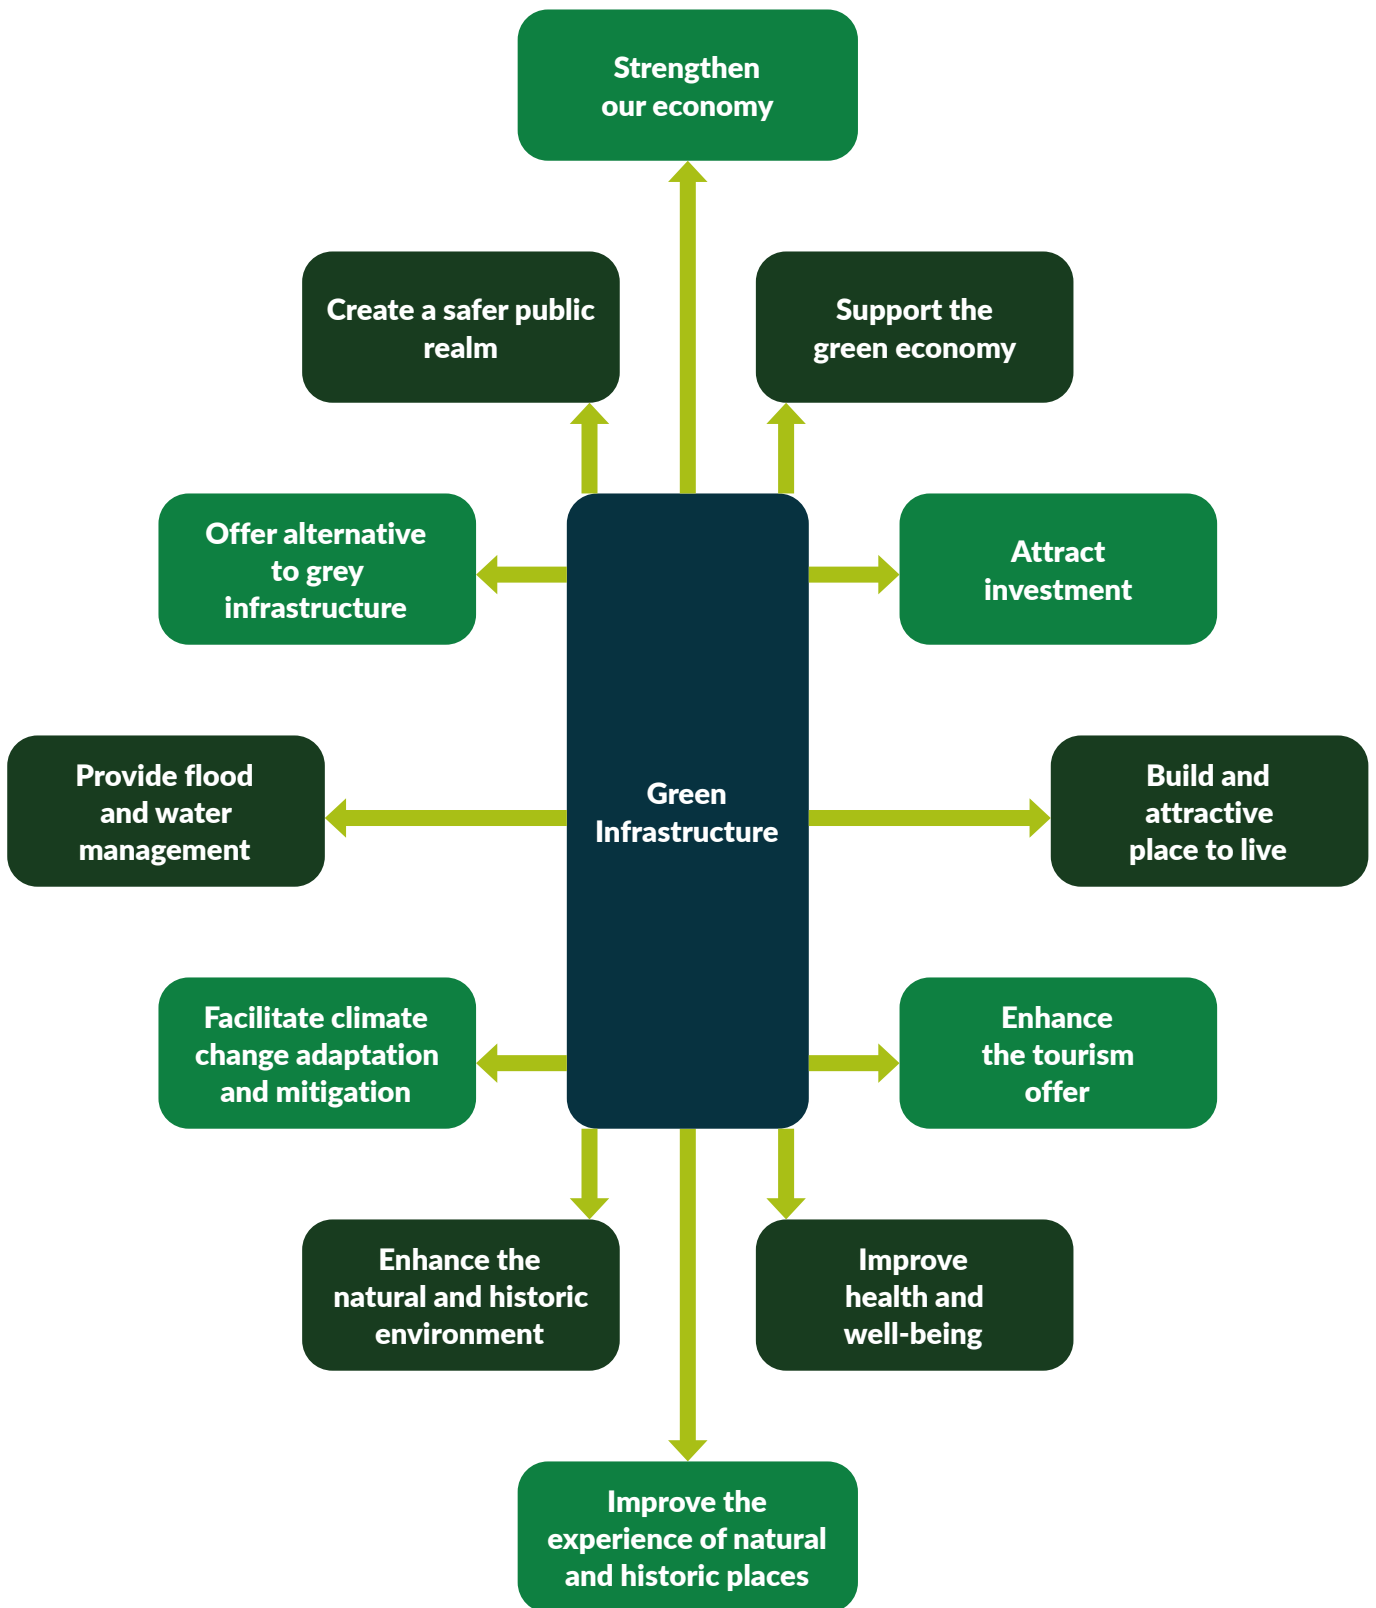 Strengthen
our economy
Create a safer public
realm
Support the
green economy
Offer alternative
to grey
infrastructure
Attract
investment
Provide flood
and water
management
Green
Infrastructure
Build and
attractive
place to live
Facilitate climate
change adaptation
and mitigation
Enhance
the tourism
offer
Enhance the
natural and historic
environment
Improve
health and
well-being
Improve the
experience of natural
and historic places